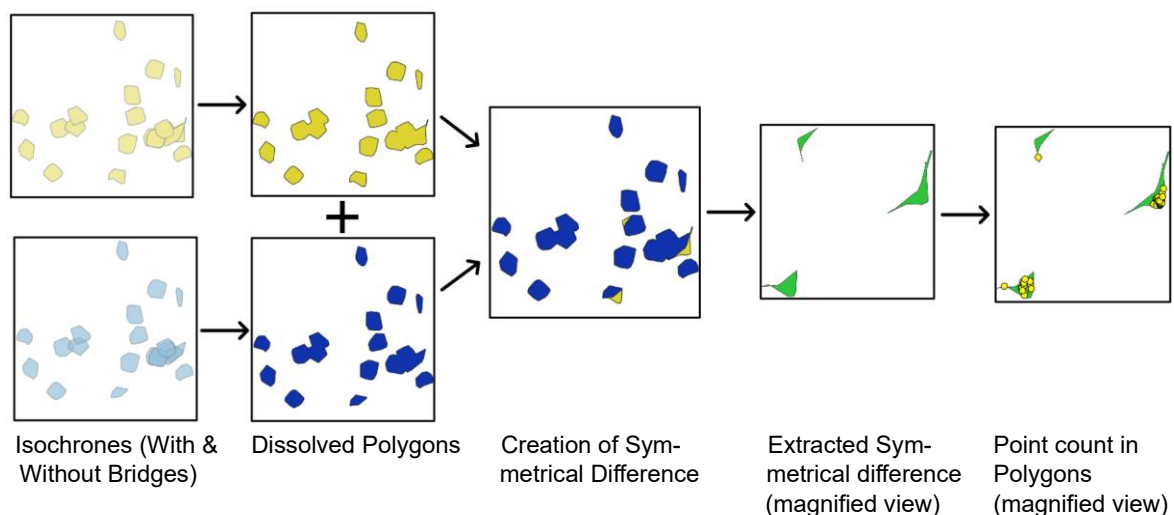 +
Isochrones (With &
Without Bridges)
Dissolved Polygons
Creation of Sym-
metrical Difference
Extracted Sym-
metrical difference
(magnified view)
Point count in
Polygons
(magnified view)